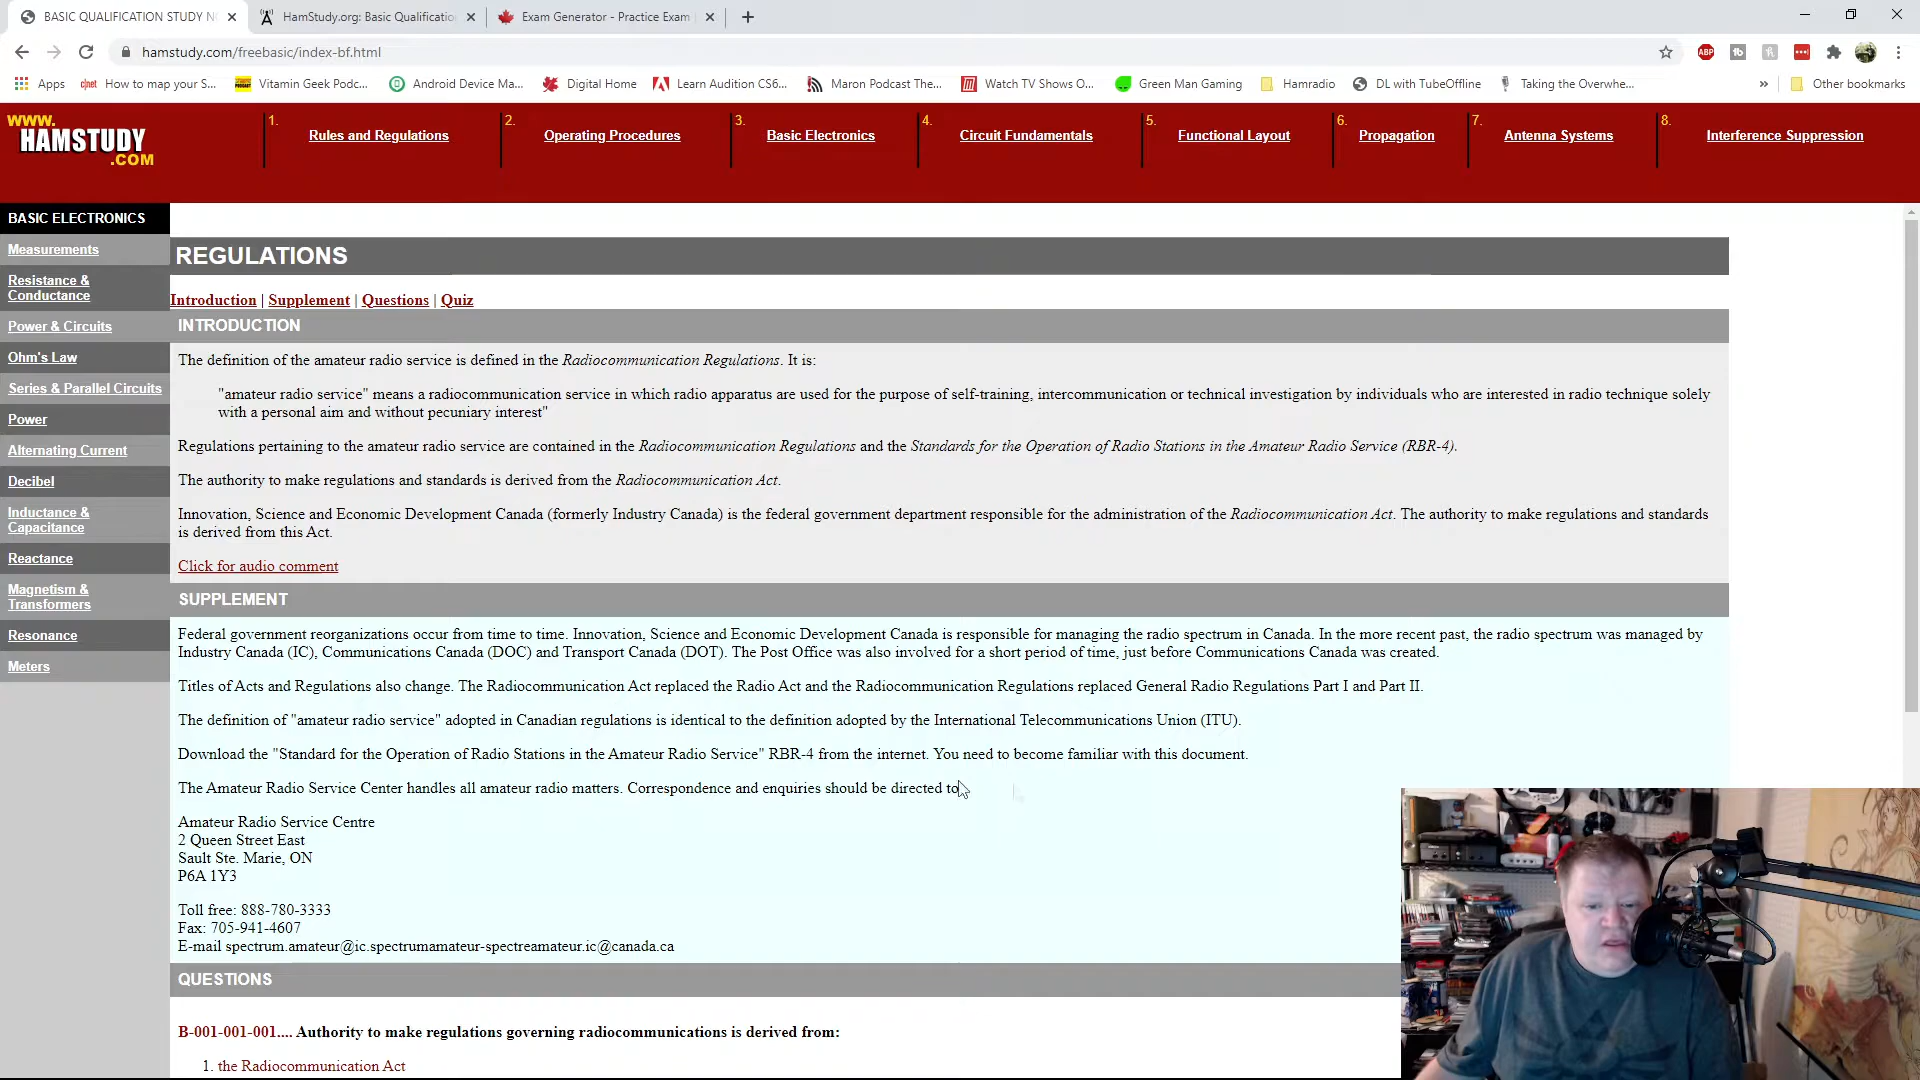 BASIC QUALIFICATION STUDY N
HamStudy.org: Basic Qualificatio
Exam Generator - Practice Exam
hamstudy.com/freebasic/index-bf.html
Apps
How to map your S...
Vitamin Geek Podc...
Android Device Ma...
Digital Home
Learn Audition CS6...
Maron Podcast The...
Watch TV Shows O...
Green Man Gaming
Hamradio
DL with TubeOffline
Taking the Overwhe...
Other bookmarks
www.
HAMSTUDY
.COM
1. Rules and Regulations
2. Operating Procedures
3. Basic Electronics
4. Circuit Fundamentals
5. Functional Layout
6. Propagation
7. Antenna Systems
8. Interference Suppression
BASIC ELECTRONICS
Measurements
Resistance &
Conductance
Power & Circuits
Ohm's Law
Series & Parallel Circuits
Power
Alternating Current
Decibel
Inductance &
Capacitance
Reactance
Magnetism &
Transformers
Resonance
Meters
REGULATIONS
Introduction | Supplement | Questions | Quiz
INTRODUCTION
The definition of the amateur radio service is defined in the Radiocommunication Regulations. It is:
"amateur radio service" means a radiocommunication service in which radio apparatus are used for the purpose of self-training, intercommunication or technical investigation by individuals who are interested in radio technique solely
with a personal aim and without pecuniary interest"
Regulations pertaining to the amateur radio service are contained in the Radiocommunication Regulations and the Standards for the Operation of Radio Stations in the Amateur Radio Service (RBR-4).
The authority to make regulations and standards is derived from the Radiocommunication Act.
Innovation, Science and Economic Development Canada (formerly Industry Canada) is the federal government department responsible for the administration of the Radiocommunication Act. The authority to make regulations and standards
is derived from this Act.
Click for audio comment
SUPPLEMENT
Federal government reorganizations occur from time to time. Innovation, Science and Economic Development Canada is responsible for managing the radio spectrum in Canada. In the more recent past, the radio spectrum was managed by
Industry Canada (IC), Communications Canada (DOC) and Transport Canada (DOT). The Post Office was also involved for a short period of time, just before Communications Canada was created.
Titles of Acts and Regulations also change. The Radiocommunication Act replaced the Radio Act and the Radiocommunication Regulations replaced General Radio Regulations Part I and Part II.
The definition of "amateur radio service" adopted in Canadian regulations is identical to the definition adopted by the International Telecommunications Union (ITU).
Download the "Standard for the Operation of Radio Stations in the Amateur Radio Service" RBR-4 from the internet. You need to become familiar with this document.
The Amateur Radio Service Center handles all amateur radio matters. Correspondence and enquiries should be directed to
Amateur Radio Service Centre
2 Queen Street East
Sault Ste. Marie, ON
P6A 1Y3
Toll free: 888-780-3333
Fax: 705-941-4607
E-mail spectrum.amateur@ic.spectrumamateur-spectreamateur.ic@canada.ca
QUESTIONS
B-001-001-001.... Authority to make regulations governing radiocommunications is derived from:
1. the Radiocommunication Act